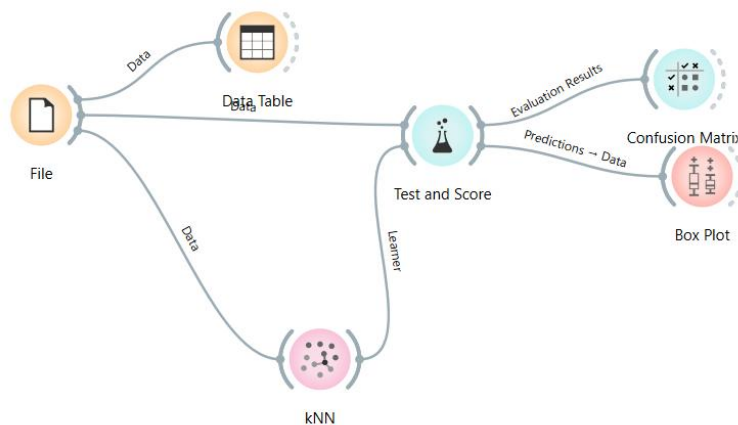 Data
Data Table
Data
File
Data
Test and Score
Learner
kNN
Evaluation Results
Confusion Matrix
Predictions → Data
Box Plot